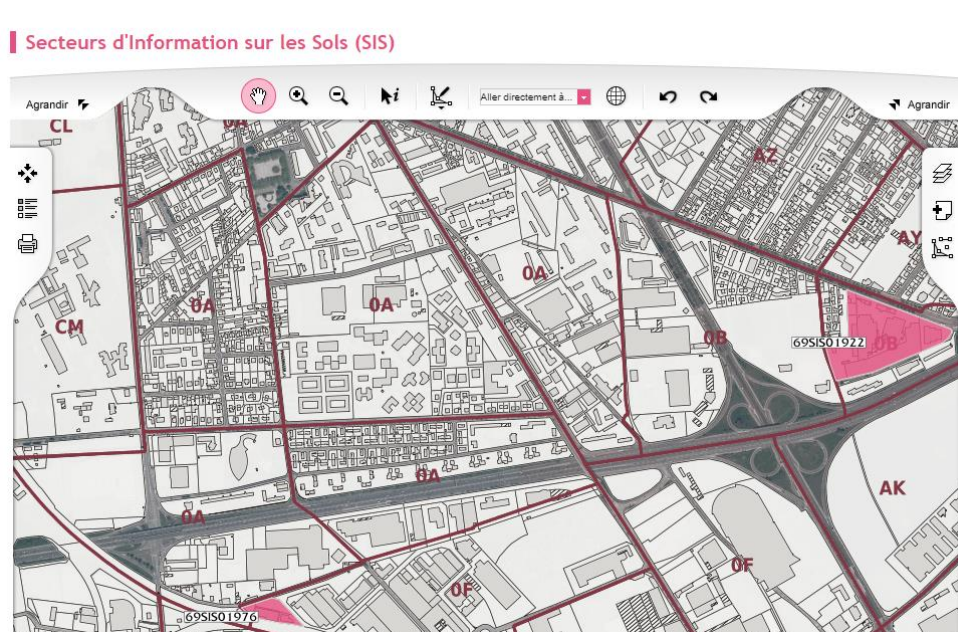 Secteurs d'Information sur les Sols (SIS)
Agrandir
Aller directement à...
i
Agrandir
CL
0A
AZ
AY
0A
0A
0A
CM
0B
69SIS01922
0B
0A
AK
0A
0F
0F
69SIS01976